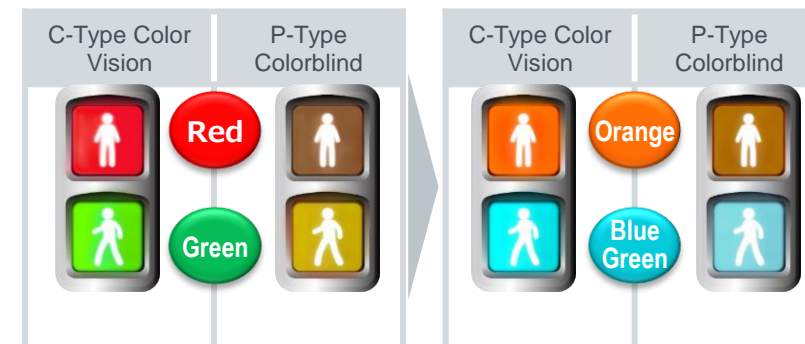 C-Type Color
Vision
P-Type
Colorblind
Red
Green
C-Type Color
Vision
P-Type
Colorblind
Orange
Blue
Green